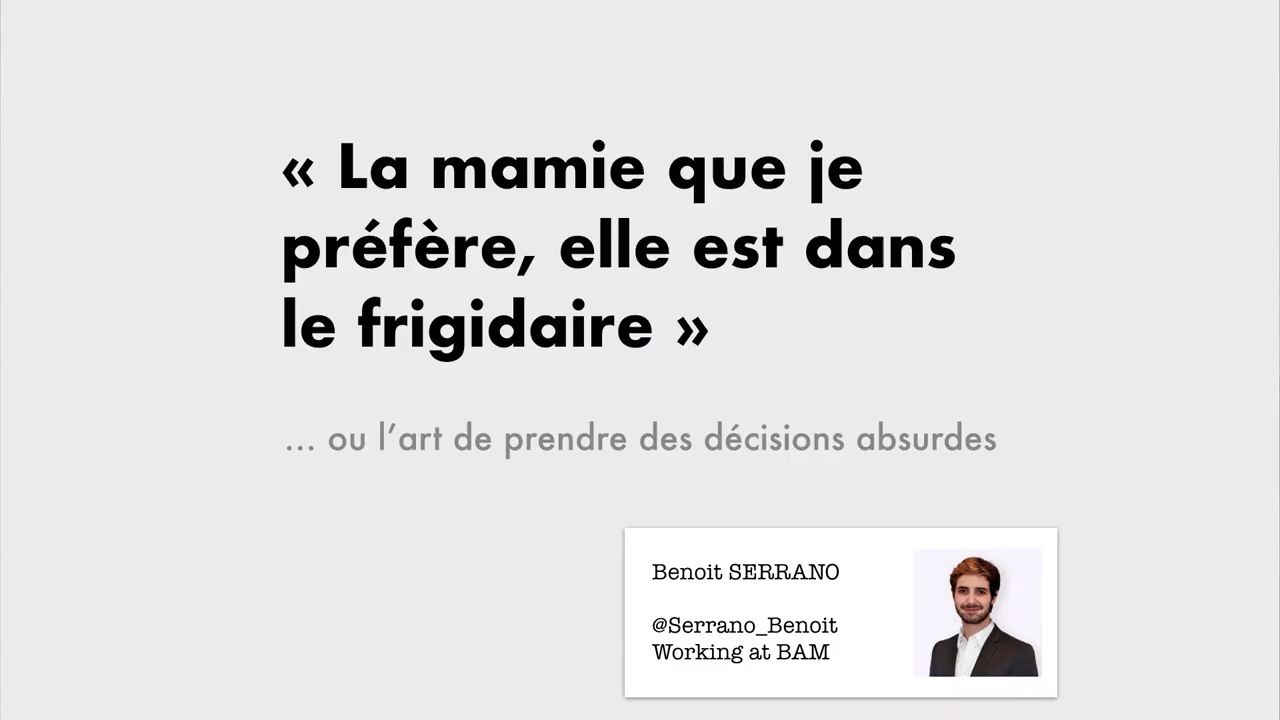 « La mamie que je
préfère, elle est dans
le frigidaire »
... ou l’art de prendre des décisions absurdes
Benoit SERRANO
@Serrano_Benoit
Working at BAM